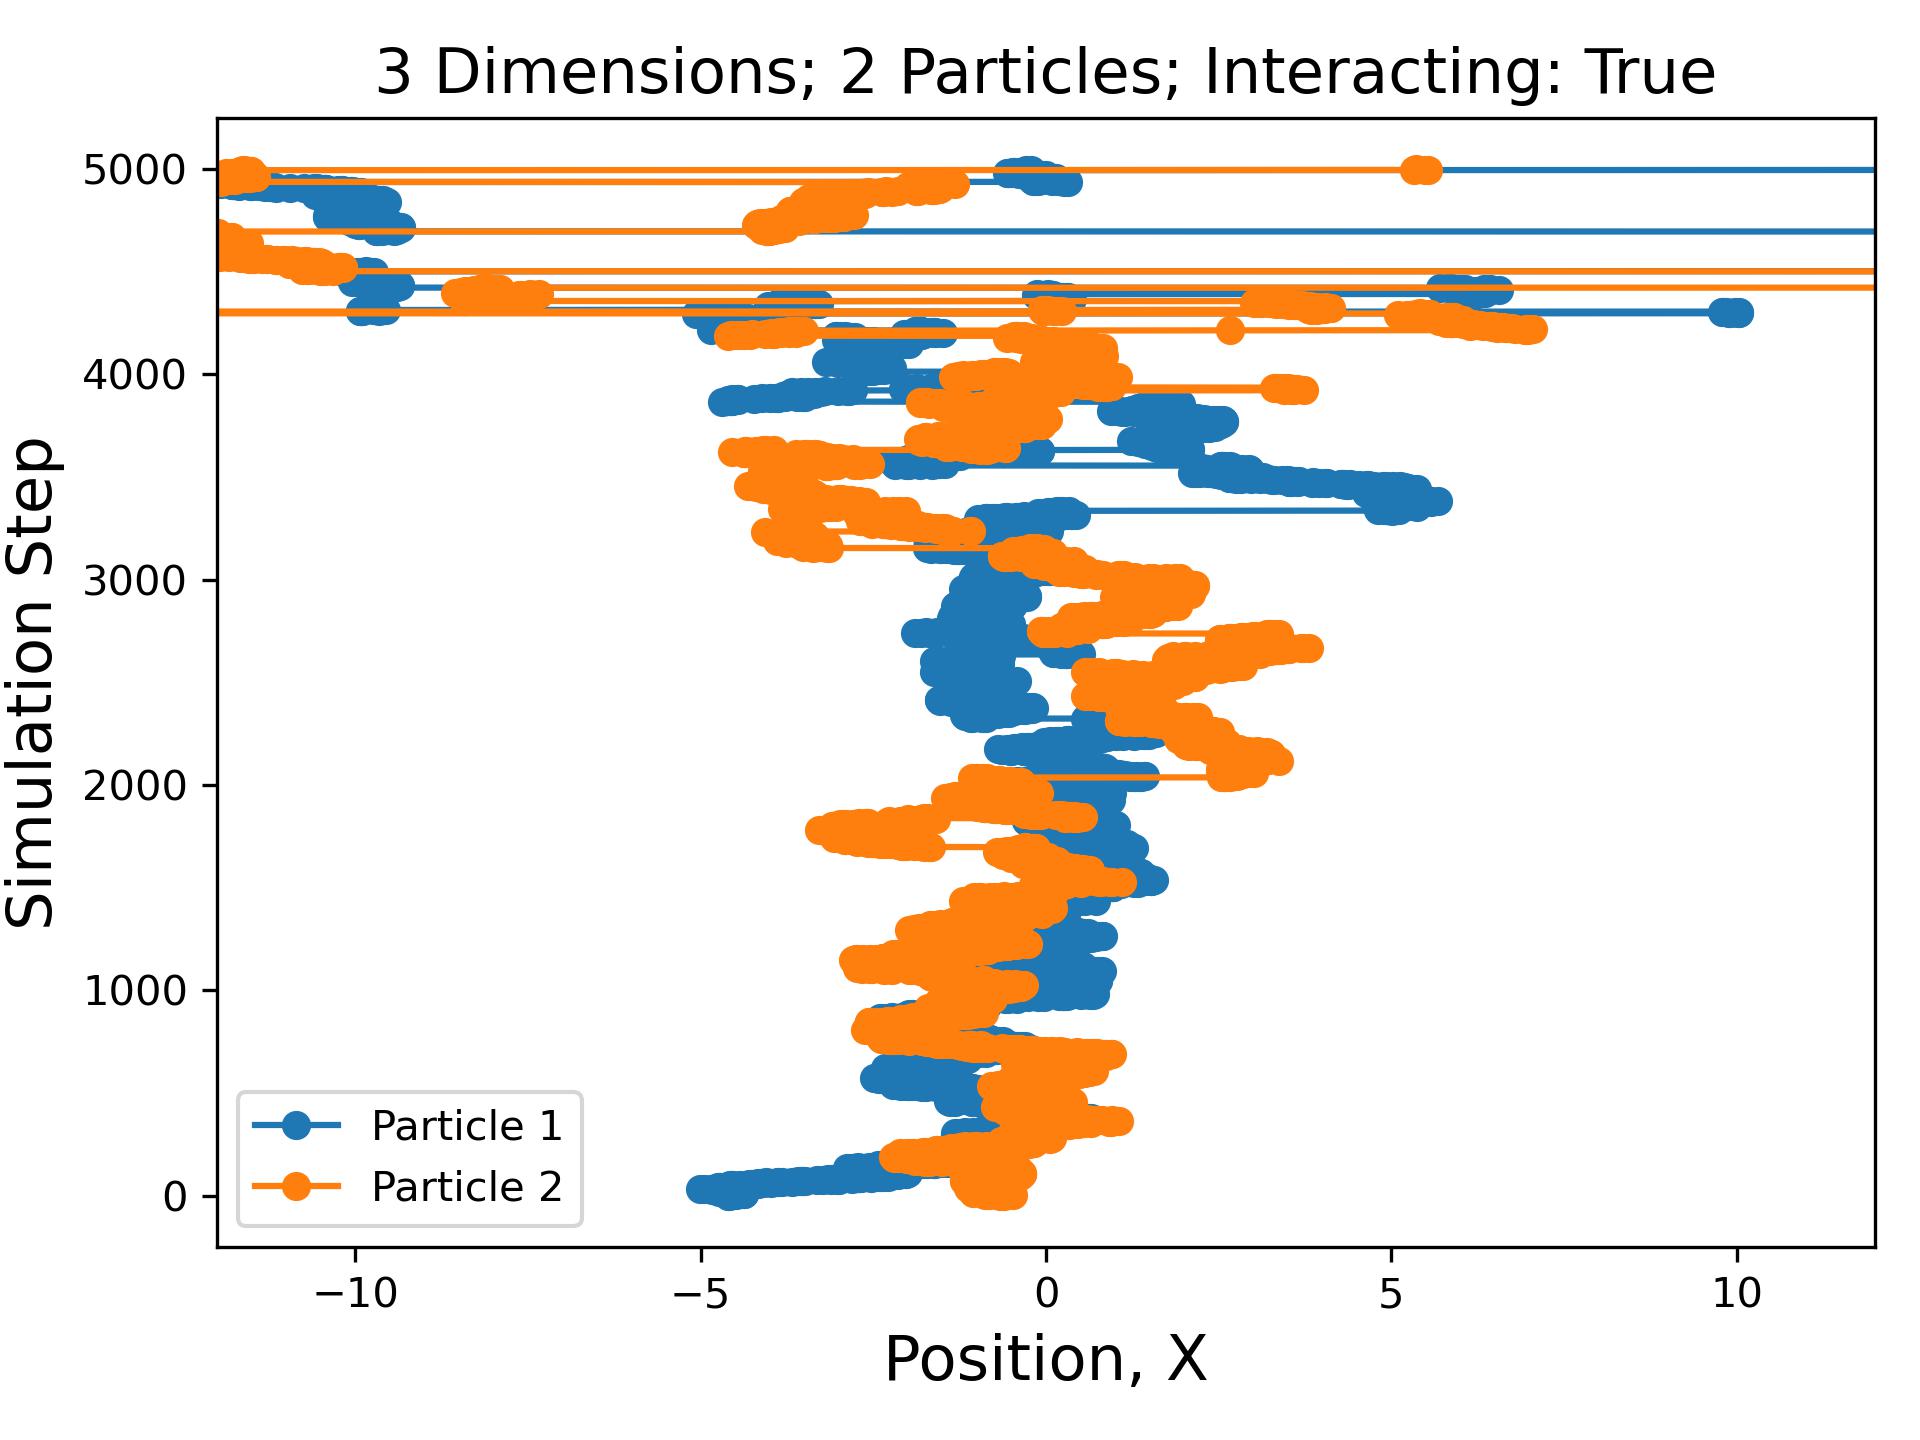 3 Dimensions; 2 Particles; Interacting: True
Simulation Step
5000
4000
3000
2000
1000
0
Particle 1
Particle 2
−10
−5
0
5
10
Position, X